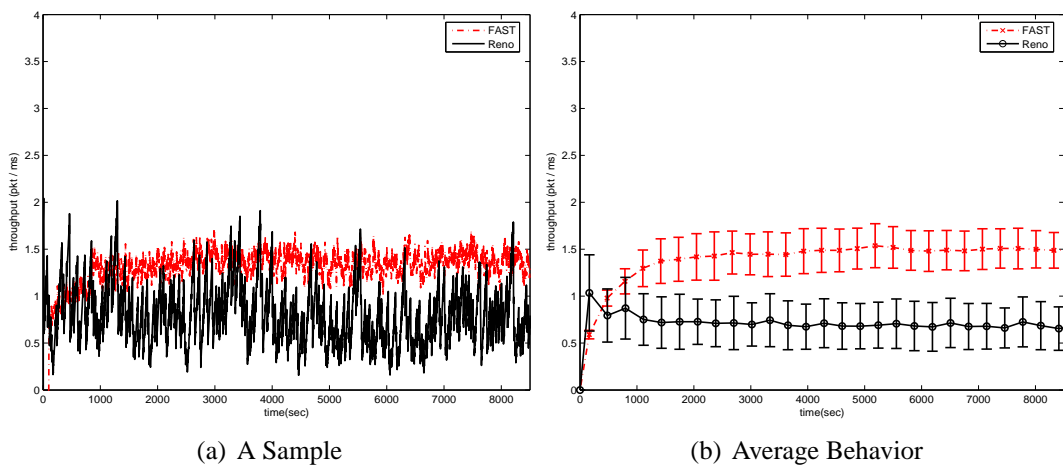 4
3.5
3
2.5
2
1.5
1
0.5
0
throughput (pkt / ms)
FAST
Reno
0 1000 2000 3000 4000 5000 6000 7000 8000
time(sec)
(a) A Sample
4
3.5
3
2.5
2
1.5
1
0.5
0
throughput (pkt / ms)
FAST
Reno
0 1000 2000 3000 4000 5000 6000 7000 8000
time(sec)
(b) Average Behavior